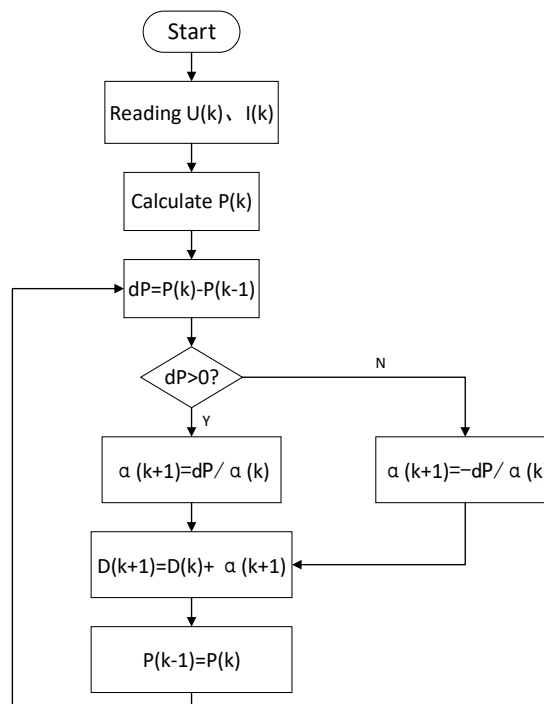 Start
Reading U(k)、I(k)
Calculate P(k)
dP=P(k)-P(k-1)
dP>0?
N
Y
α(k+1)=dP/α(k)
α(k+1)=-dP/α(k
D(k+1)=D(k)+ α(k+1)
P(k-1)=P(k)